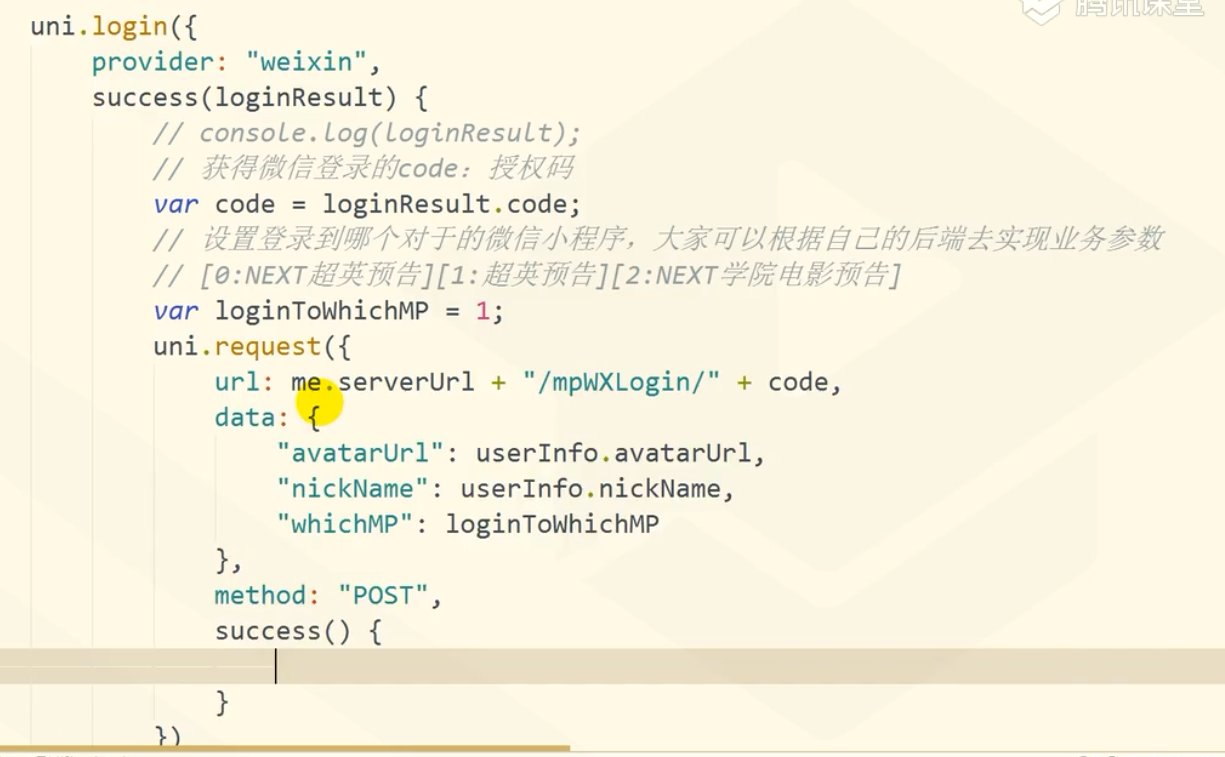 腾讯课堂
uni.login({
provider: "weixin",
success(loginResult) {
// console.log(loginResult);
// 获得微信登录的code：授权码
var code = loginResult.code;
// 设置登录到哪个对于的微信小程序，大家可以根据自己的后端去实现业务参数
// [0:NEXT超英预告][1:超英预告][2:NEXT学院电影预告]
var loginToWhichMP = 1;
uni.request({
url: me.serverUrl + "/mpWXLogin/" + code,
data: {
"avatarUrl": userInfo.avatarUrl,
"nickName": userInfo.nickName,
"whichMP": loginToWhichMP
},
method: "POST",
success() {
}
})